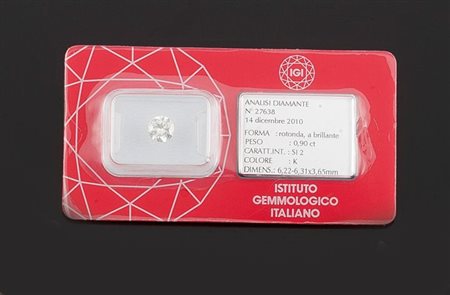 IGI
ANALISI DIAMANTE
N° 27638
14 dicembre 2010
FORMA : rotonda, a brillante
PESO : 0,90 ct
CARATT.INT. : SI 2
COLORE : K
DIMENS.: 6,22-6,31x3,65mm
ISTITUTO
GEMMOLOGICO
ITALIANO